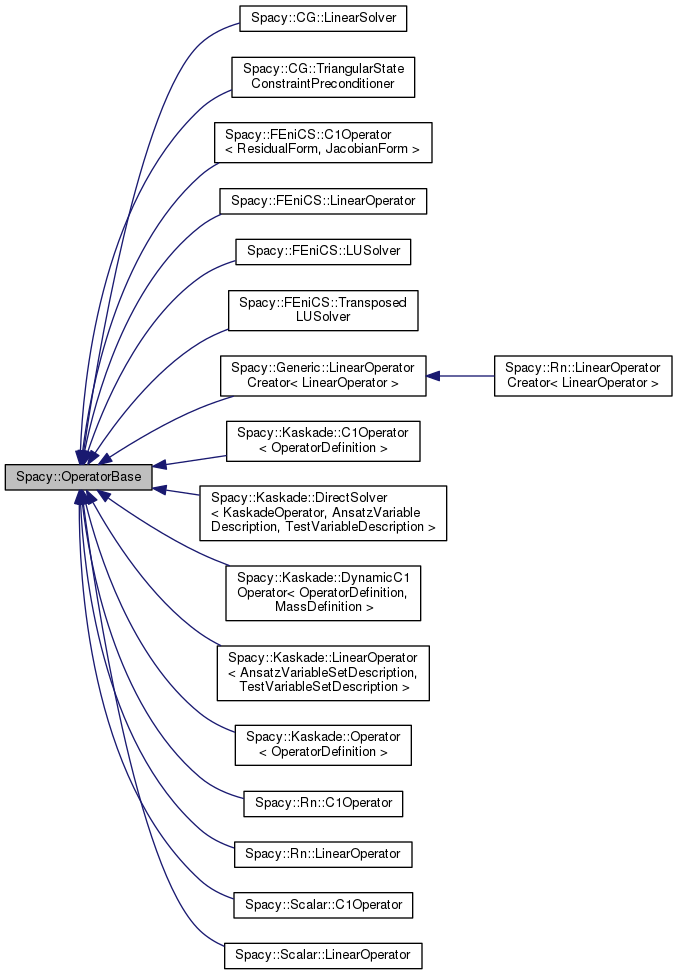 Spacy::CG::LinearSolver
Spacy::CG::TriangularState
ConstraintPreconditioner
Spacy::FEniCS::C1Operator
< ResidualForm, JacobianForm >
Spacy::FEniCS::LinearOperator
Spacy::FEniCS::LUSolver
Spacy::FEniCS::Transposed
LUSolver
Spacy::Generic::LinearOperator
Creator< LinearOperator >
Spacy::Rn::LinearOperator
Creator< LinearOperator >
Spacy::Kaskade::C1Operator
< OperatorDefinition >
Spacy::OperatorBase
Spacy::Kaskade::DirectSolver
< KaskadeOperator, AnsatzVariable
Description, TestVariableDescription >
Spacy::Kaskade::DynamicC1
Operator< OperatorDefinition,
MassDefinition >
Spacy::Kaskade::LinearOperator
< AnsatzVariableSetDescription,
TestVariableSetDescription >
Spacy::Kaskade::Operator
< OperatorDefinition >
Spacy::Rn::C1Operator
Spacy::Rn::LinearOperator
Spacy::Scalar::C1Operator
Spacy::Scalar::LinearOperator